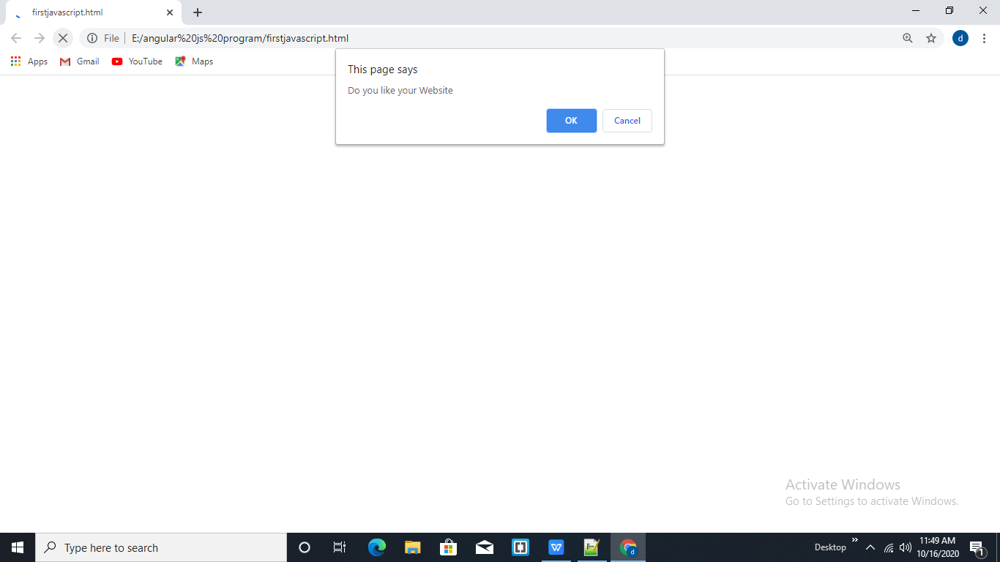 firstjavascript.html
File E:/angular%20js%20program/firstjavascript.html
d
Apps Gmail YouTube Maps
This page says
Do you like your Website
OK Cancel
Activate Windows
Go to Settings to activate Windows.
Type here to search
W
d
Desktop
11:49 AM
10/16/2020
1